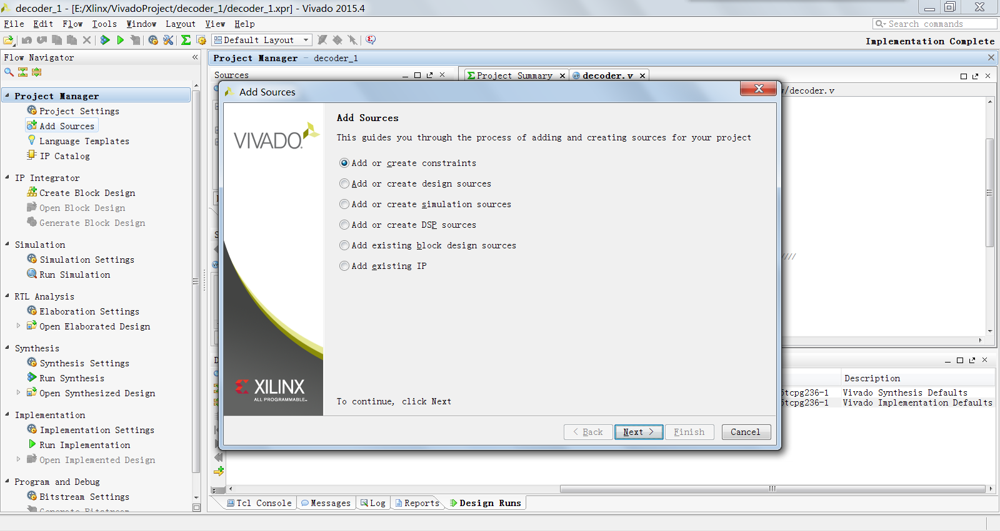 decoder_1 - [E:/Xlinx/VivadoProject/decoder_1/decoder_1.xpr] - Vivado 2015.4
File Edit Flow Tools Window Layout View Help
Search commands
Default Layout
Implementation Complete
Flow Navigator
Project Manager
Project Settings
Add Sources
Language Templates
IP Catalog
IP Integrator
Create Block Design
Open Block Design
Generate Block Design
Simulation
Simulation Settings
Run Simulation
RTL Analysis
Elaboration Settings
Open Elaborated Design
Synthesis
Synthesis Settings
Run Synthesis
Open Synthesized Design
Implementation
Implementation Settings
Run Implementation
Open Implemented Design
Program and Debug
Bitstream Settings
Generate Bitstream
Project Manager - decoder_1
Sources
Project Summary
decoder.v
/decoder.v
////
Add Sources
VIVADO
XILINX
ALL PROGRAMMABLE
Add Sources
This guides you through the process of adding and creating sources for your project
Add or create constraints
Add or create design sources
Add or create simulation sources
Add or create DSP sources
Add existing block design sources
Add existing IP
To continue, click Next
< Back
Next >
Finish
Cancel
Description
5tcpg236-1 Vivado Synthesis Defaults
5tcpg236-1 Vivado Implementation Defaults
Tcl Console
Messages
Log
Reports
Design Runs